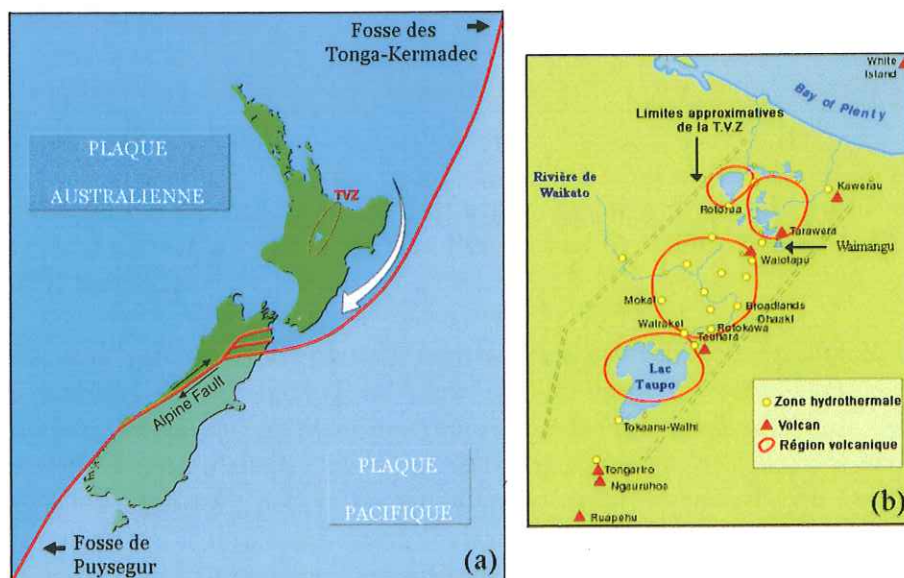 Fosse des
Tonga-Kermadec
PLAQUE
AUSTRALIENNE
TVZ
Alpine Fault
PLAQUE
PACIFIQUE
Fosse de
Puysegur
(a)
White
Island
Bay of Plenty
Limites approximatives
de la T.V.Z
Rivière de
Waikato
Kawerau
Rotorua
Tarawera
Waimangu
Waiotapu
Mokai
Broadlands
Ohaaki
Wairakei
Rotokawa
Tauhara
Lac
Taupo
Zone hydrothermale
Volcan
Région volcanique
Tokaanu-Waihi
Tongariro
Ngauruhoe
Ruapehu
(b)